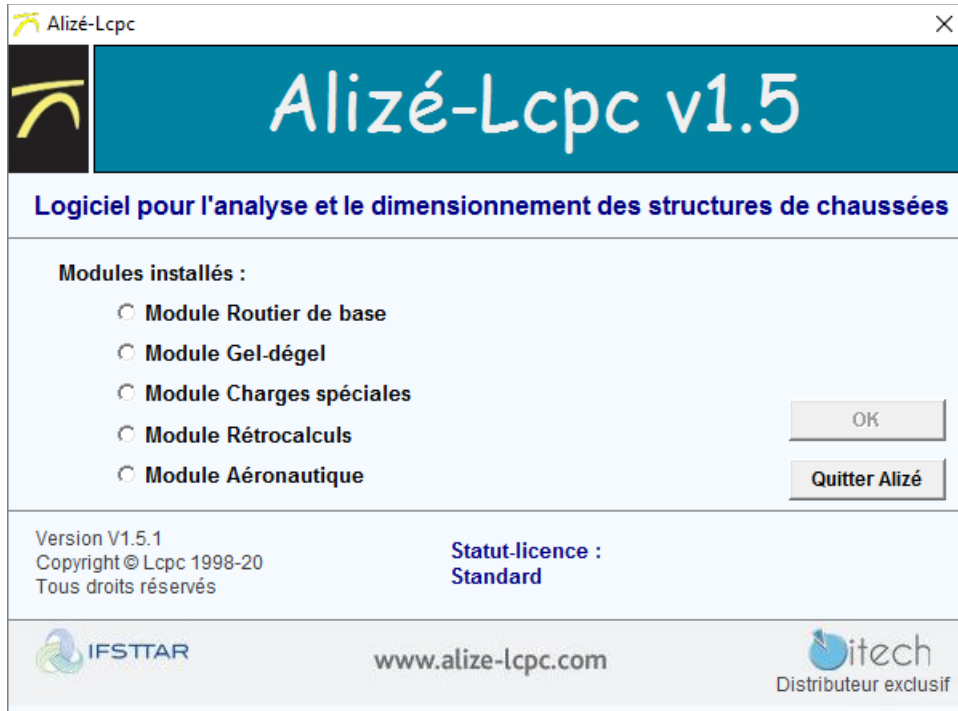 Alizé-Lcpc
Alizé-Lcpc v1.5
Logiciel pour l'analyse et le dimensionnement des structures de chaussées
Modules installés :
Module Routier de base
Module Gel-dégel
Module Charges spéciales
Module Rétrocalculs
Module Aéronautique
OK
Quitter Alizé
Version V1.5.1
Copyright © Lcpc 1998-20
Tous droits réservés
Statut-licence :
Standard
IFSTTAR
www.alize-lcpc.com
itech
Distributeur exclusif